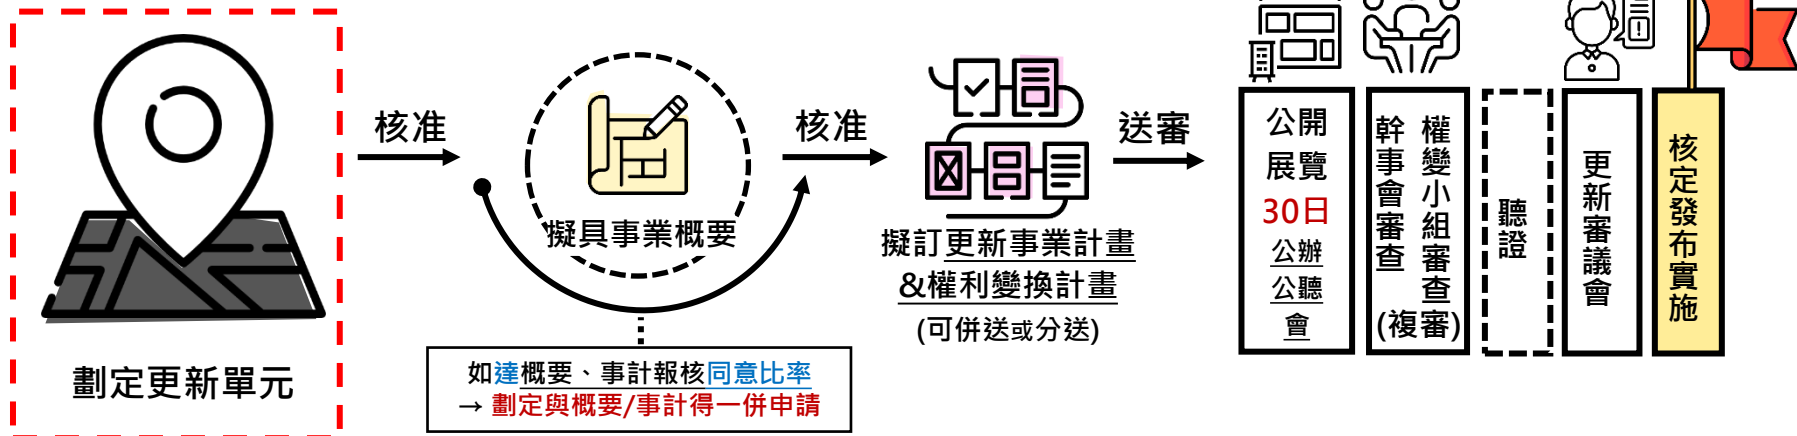 劃定更新單元
核准
擬具事業概要
如達概要、事計報核同意比率
→ 劃定與概要/事計得一併申請
核准
擬訂更新事業計畫
&權利變換計畫
(可併送或分送)
送審
公開
展覽
30日
公辦
公聽
會
權變小組審查
幹事會審查
(複審)
聽證
更新審議會
核定發布實施